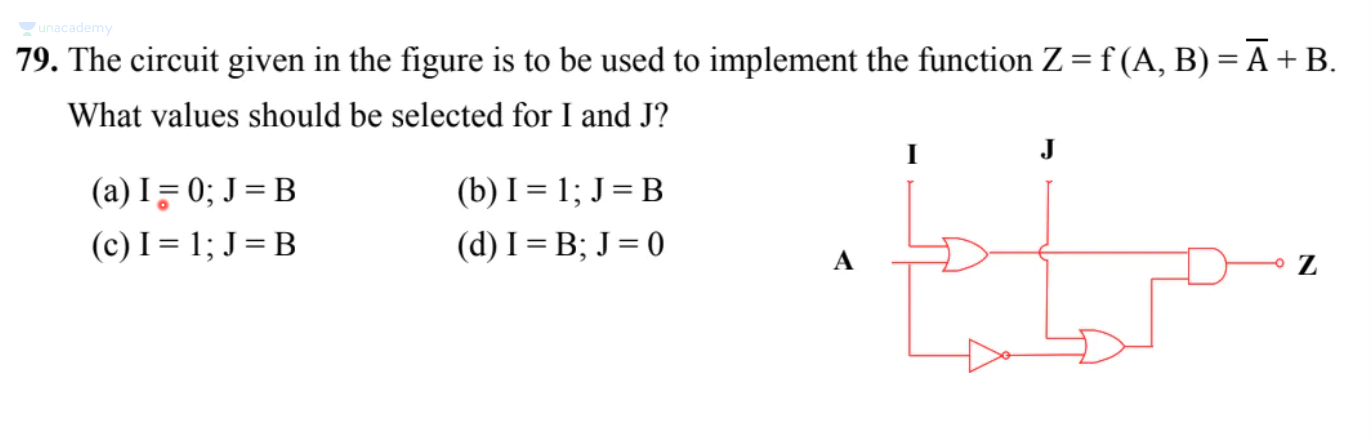 unacademy
79. The circuit given in the figure is to be used to implement the function Z = f (A, B) = A̅ + B.
What values should be selected for I and J?
(a) I = 0; J = B (b) I = 1; J = B
(c) I = 1; J = B (d) I = B; J = 0
I J
A
Z